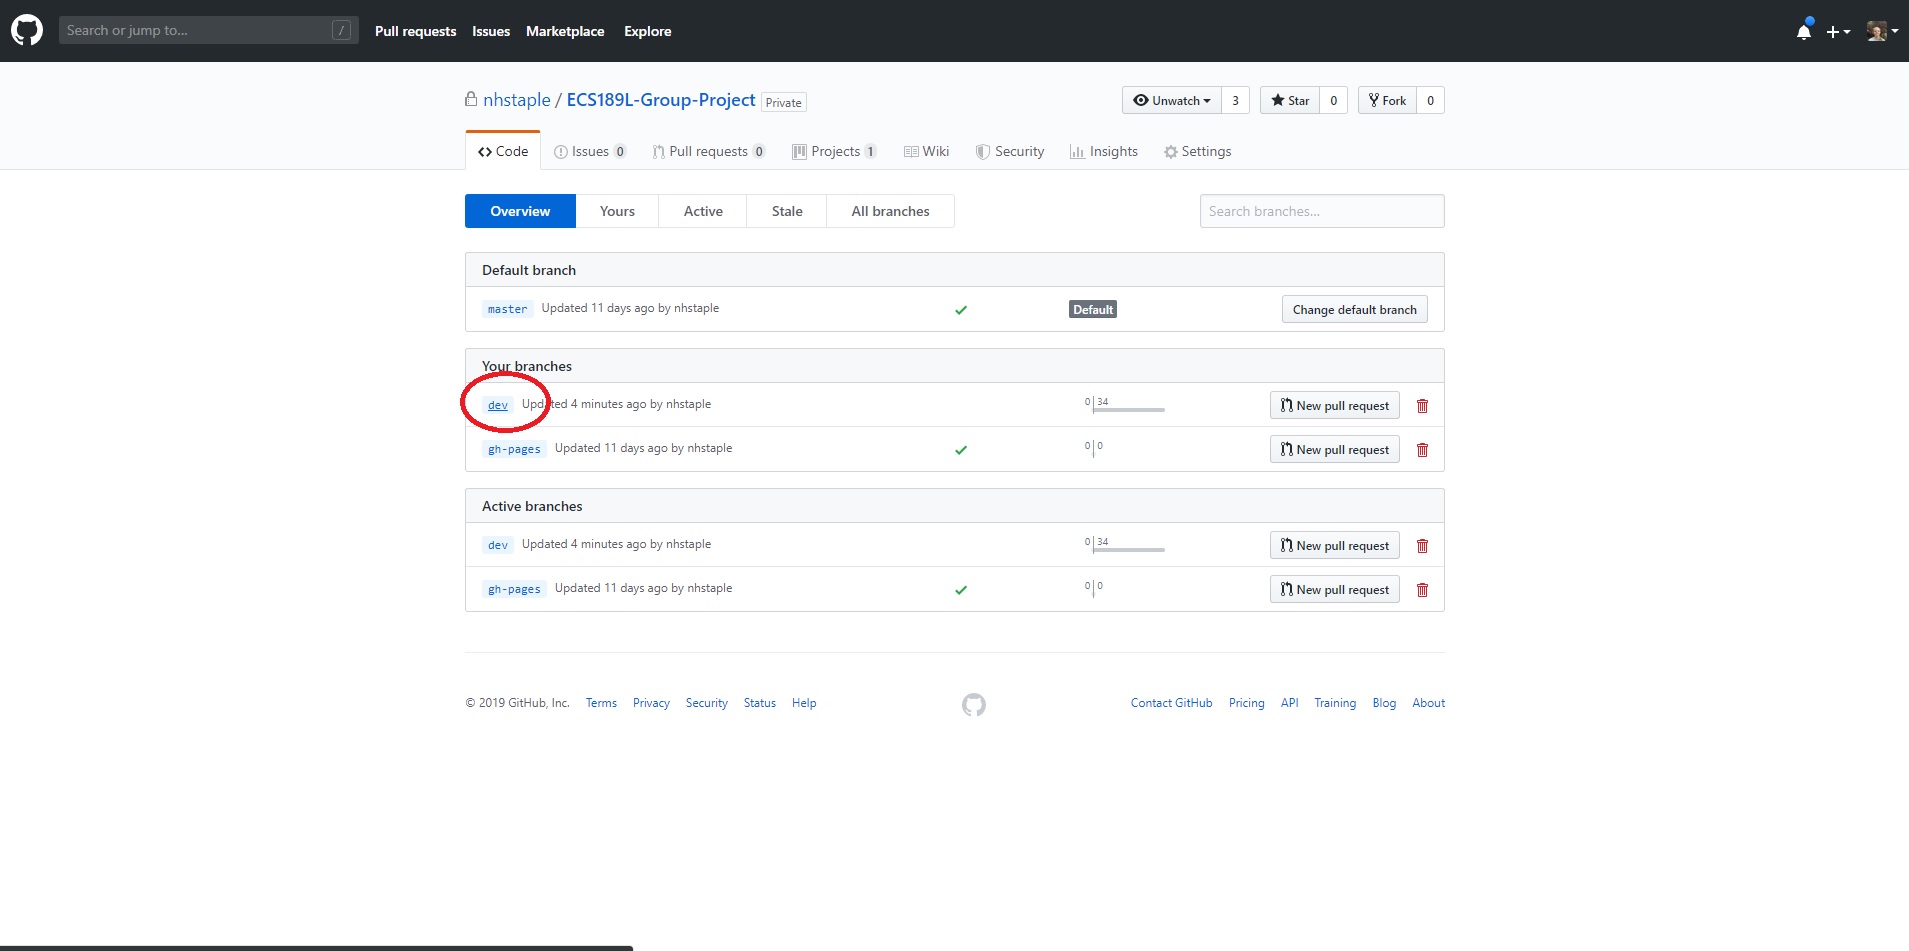 Search or jump to... / Pull requests Issues Marketplace Explore
nhstaple / ECS189L-Group-Project Private Unwatch 3 Star 0 Fork 0
Code Issues 0 Pull requests 0 Projects 1 Wiki Security Insights Settings
Overview Yours Active Stale All branches Search branches...
Default branch
master Updated 11 days ago by nhstaple Default Change default branch
Your branches
dev Updated 4 minutes ago by nhstaple 0 34 New pull request
gh-pages Updated 11 days ago by nhstaple 0 0 New pull request
Active branches
dev Updated 4 minutes ago by nhstaple 0 34 New pull request
gh-pages Updated 11 days ago by nhstaple 0 0 New pull request
© 2019 GitHub, Inc. Terms Privacy Security Status Help Contact GitHub Pricing API Training Blog About